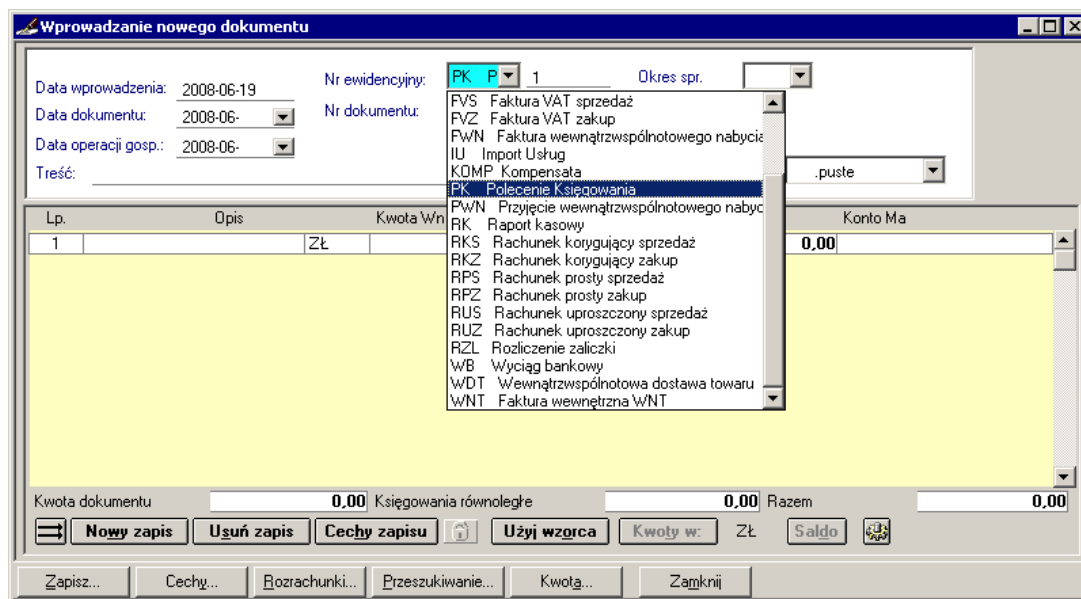 Wprowadzanie nowego dokumentu
Data wprowadzenia: 2008-06-19 Nr ewidencyjny: PK P 1 Okres spr.
Data dokumentu: 2008-06- Nr dokumentu:
Data operacji gosp.: 2008-06-
Treść: .puste
FVS Faktura VAT sprzedaż
FVZ Faktura VAT zakup
FWN Faktura wewnątrzwspólnotowego nabycia
IU Import Usług
KOMP Kompensata
PK Polecenie Księgowania
PWN Przyjęcie wewnątrzwspólnotowego nabyc
RK Raport kasowy
RKS Rachunek korygujący sprzedaż
RKZ Rachunek korygujący zakup
RPS Rachunek prosty sprzedaż
RPZ Rachunek prosty zakup
RUS Rachunek uproszczony sprzedaż
RUZ Rachunek uproszczony zakup
RZL Rozliczenie zaliczki
WB Wyciąg bankowy
WDT Wewnątrzwspólnotowa dostawa towaru
WNT Faktura wewnętrzna WNT
Lp. Opis Kwota Wn Konto Ma
1 ZŁ 0,00
Kwota dokumentu 0,00 Księgowania równoległe 0,00 Razem 0,00
Nowy zapis Usuń zapis Cechy zapisu Użyj wzorca Kwoty w: ZŁ Saldo
Zapisz... Cechy... Rozrachunki... Przeszukiwanie... Kwota... Zamknij